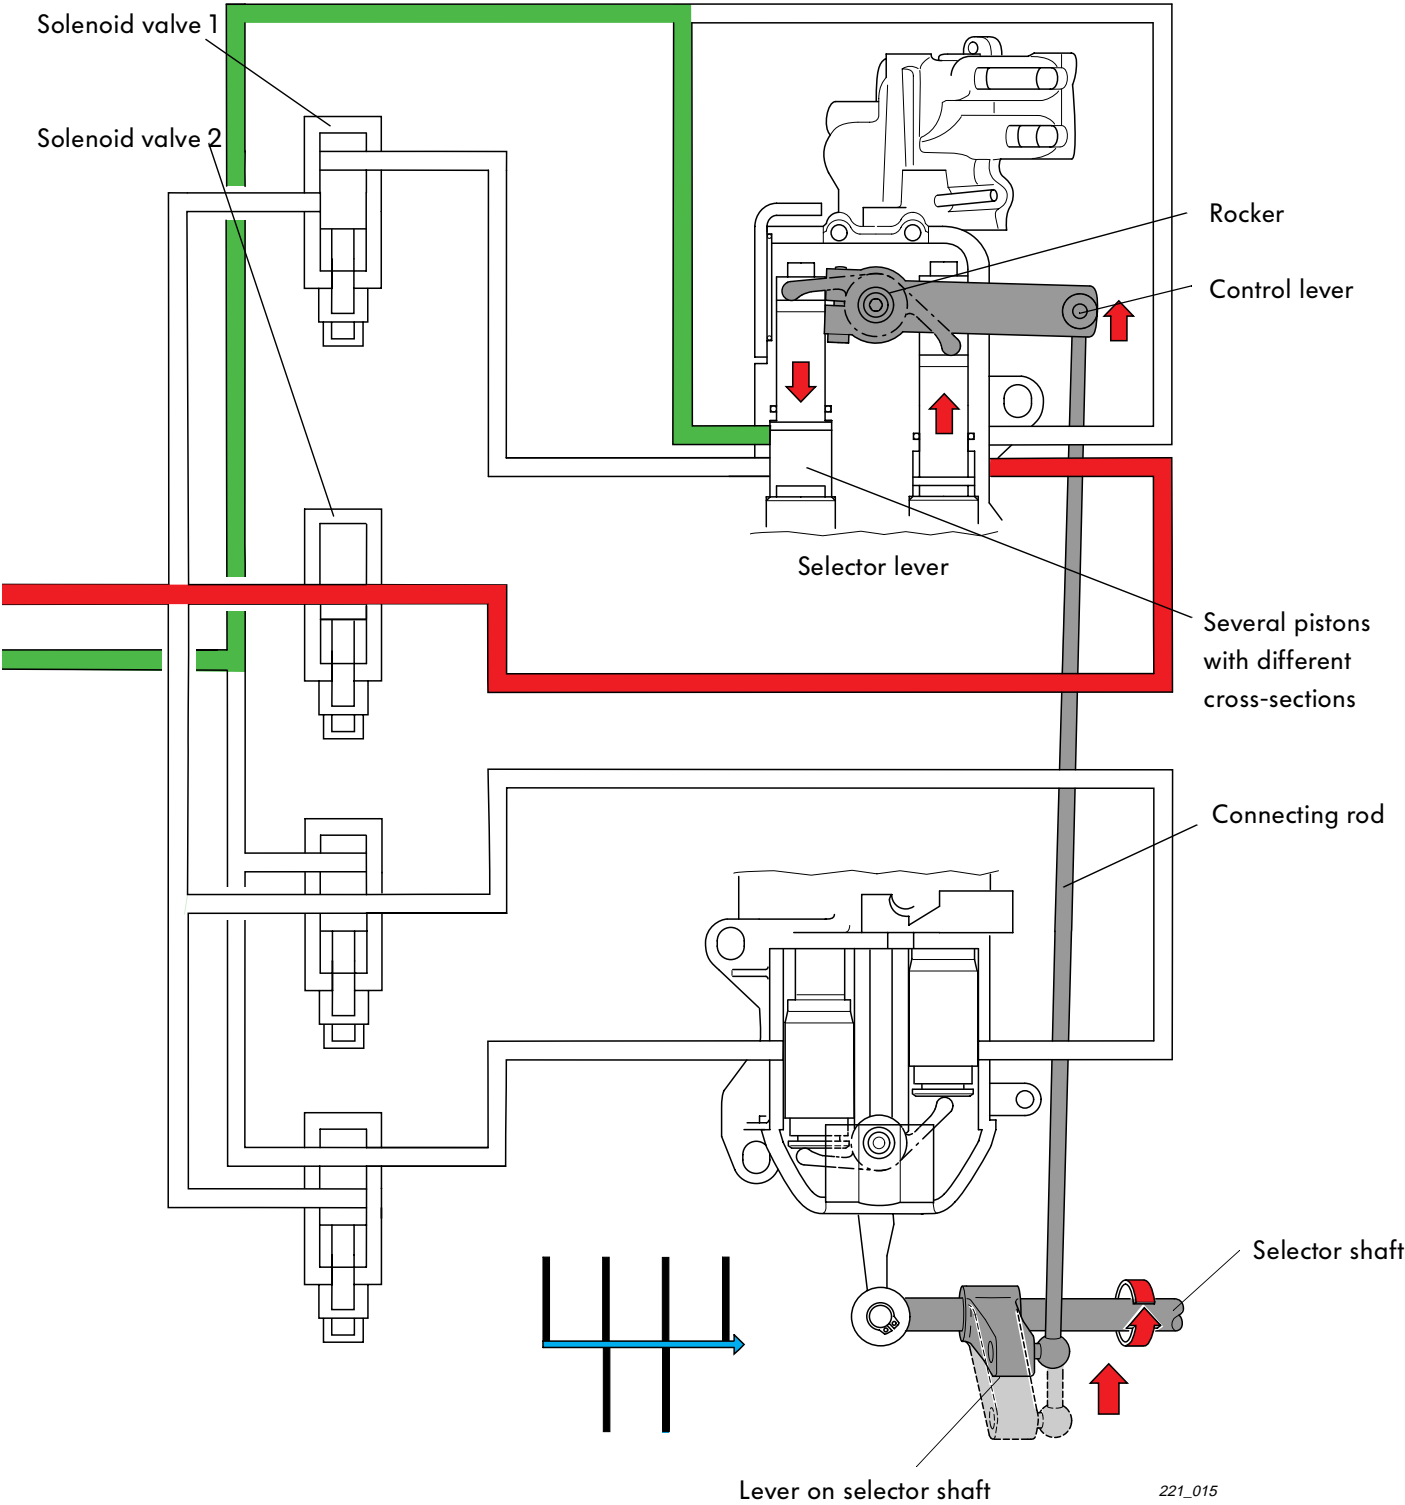 Solenoid valve 1
Solenoid valve 2
Rocker
Control lever
Selector lever
Several pistons
with different
cross-sections
Connecting rod
Selector shaft
Lever on selector shaft
221_015